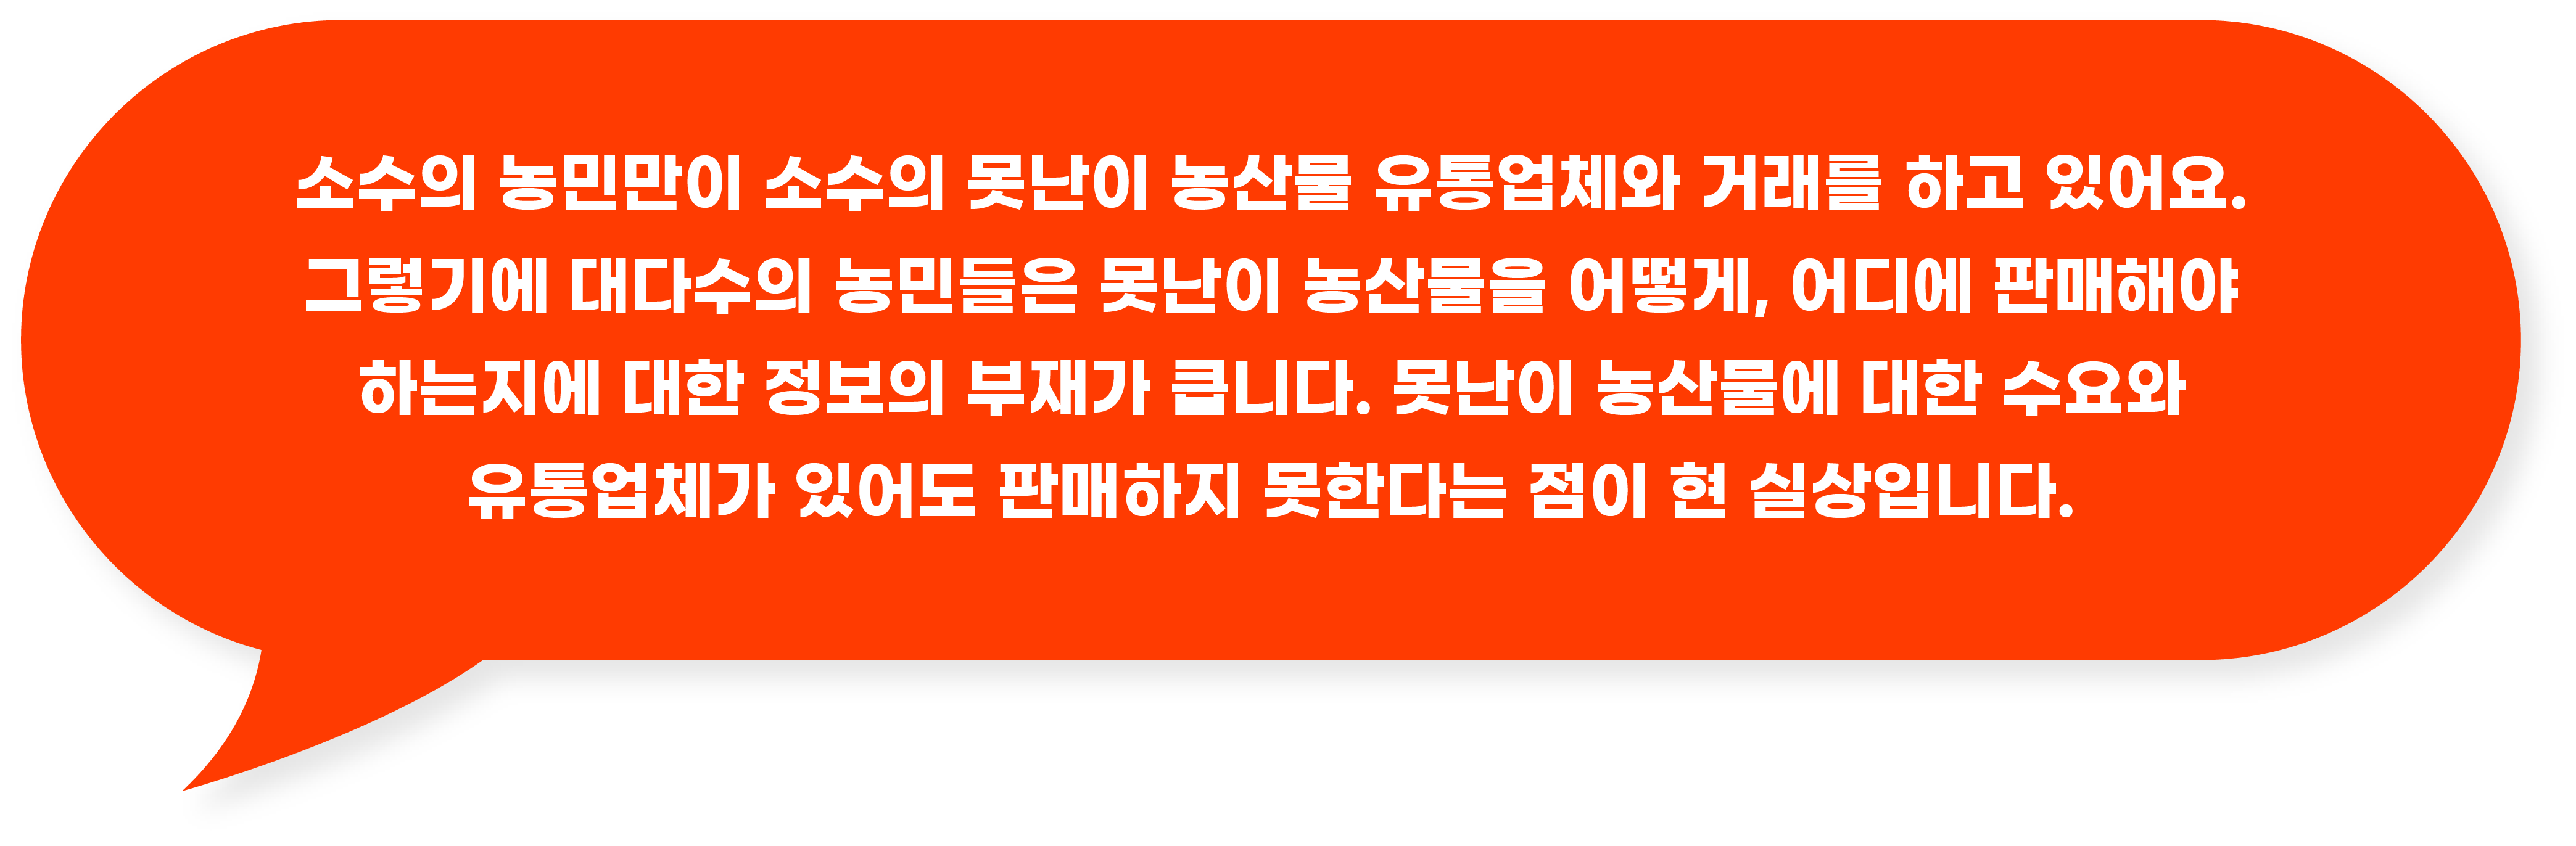 소수의 농민만이 소수의 못난이 농산물 유통업체와 거래를 하고 있어요.
그렇기에 대다수의 농민들은 못난이 농산물을 어떻게, 어디에 판매해야
하는지에 대한 정보의 부재가 큽니다. 못난이 농산물에 대한 수요와
유통업체가 있어도 판매하지 못한다는 점이 현 실상입니다.